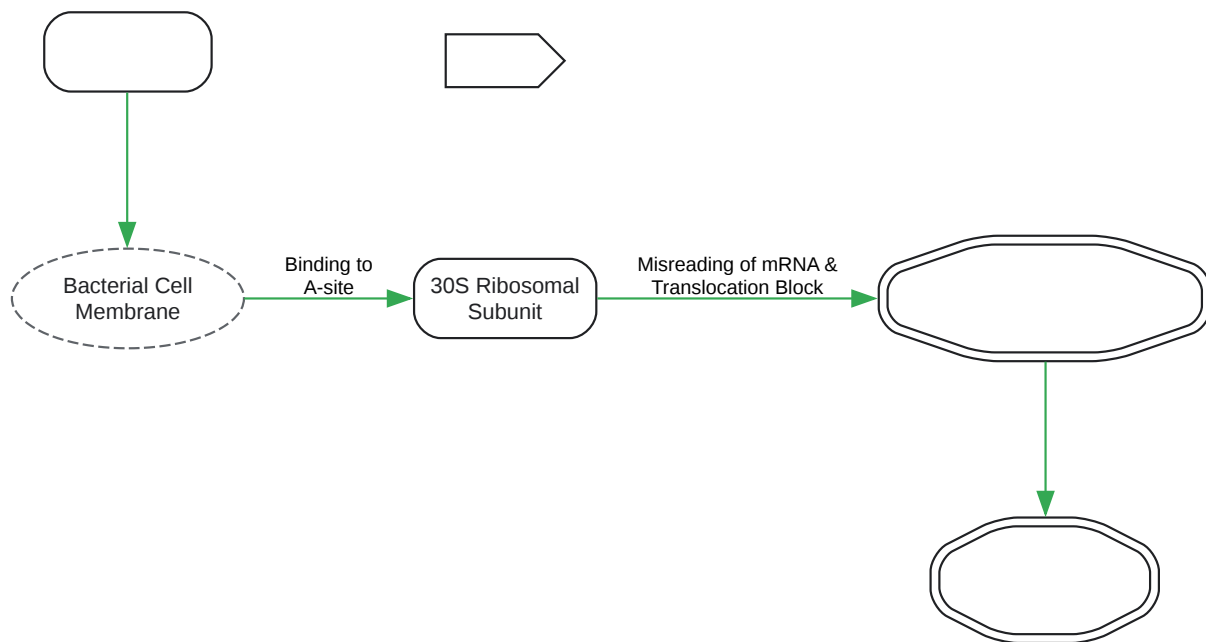 Bacterial Cell
Membrane
Binding to
A-site
30S Ribosomal
Subunit
Misreading of mRNA &
Translocation Block